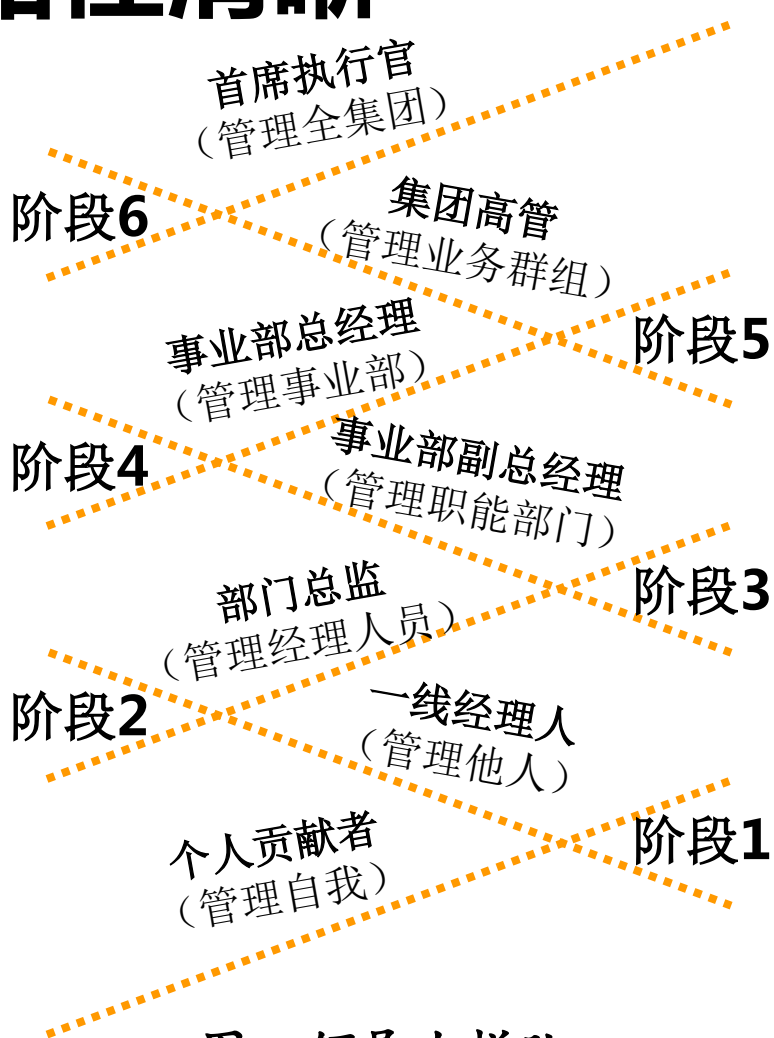 首席执行官
（管理全集团）
阶段6
集团高管
（管理业务群组）
事业部总经理
（管理事业部）
阶段5
阶段4
事业部副总经理
（管理职能部门）
部门总监
（管理经理人员）
阶段3
阶段2
一线经理人
（管理他人）
个人贡献者
（管理自我）
阶段1